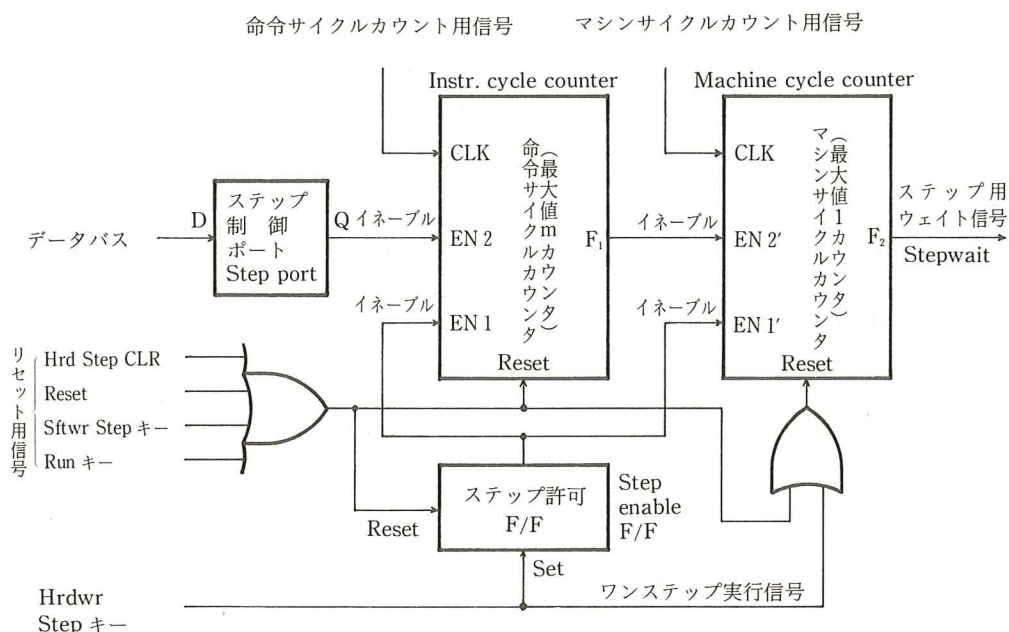 命令サイクルカウント用信号
マシンサイクルカウント用信号
Instr. cycle counter
Machine cycle counter
CLK
命令サイクルカウンタ
(最大値mカウンタ)
CLK
マシンサイクルカウンタ
(最大値1カウンタ)
ステップ
制 御
ポート
Step port
データバス
D
Q
イネーブル
EN 2
F₁
イネーブル
EN 2′
F₂
ステップ用
ウェイト信号
Stepwait
イネーブル
EN 1
イネーブル
EN 1′
Reset
Reset
リセット用信号
Hrd Step CLR
Reset
Sftwr Step キー
Run キー
ステップ許可
F/F
Step
enable
F/F
Reset
Set
ワンステップ実行信号
Hrdwr
Step キー